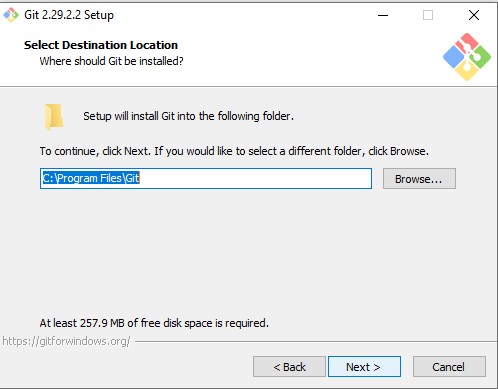 Git 2.29.2.2 Setup
Select Destination Location
Where should Git be installed?
Setup will install Git into the following folder.
To continue, click Next. If you would like to select a different folder, click Browse.
C:\Program Files\Git
Browse...
At least 257.9 MB of free disk space is required.
https://gitforwindows.org/
< Back
Next >
Cancel